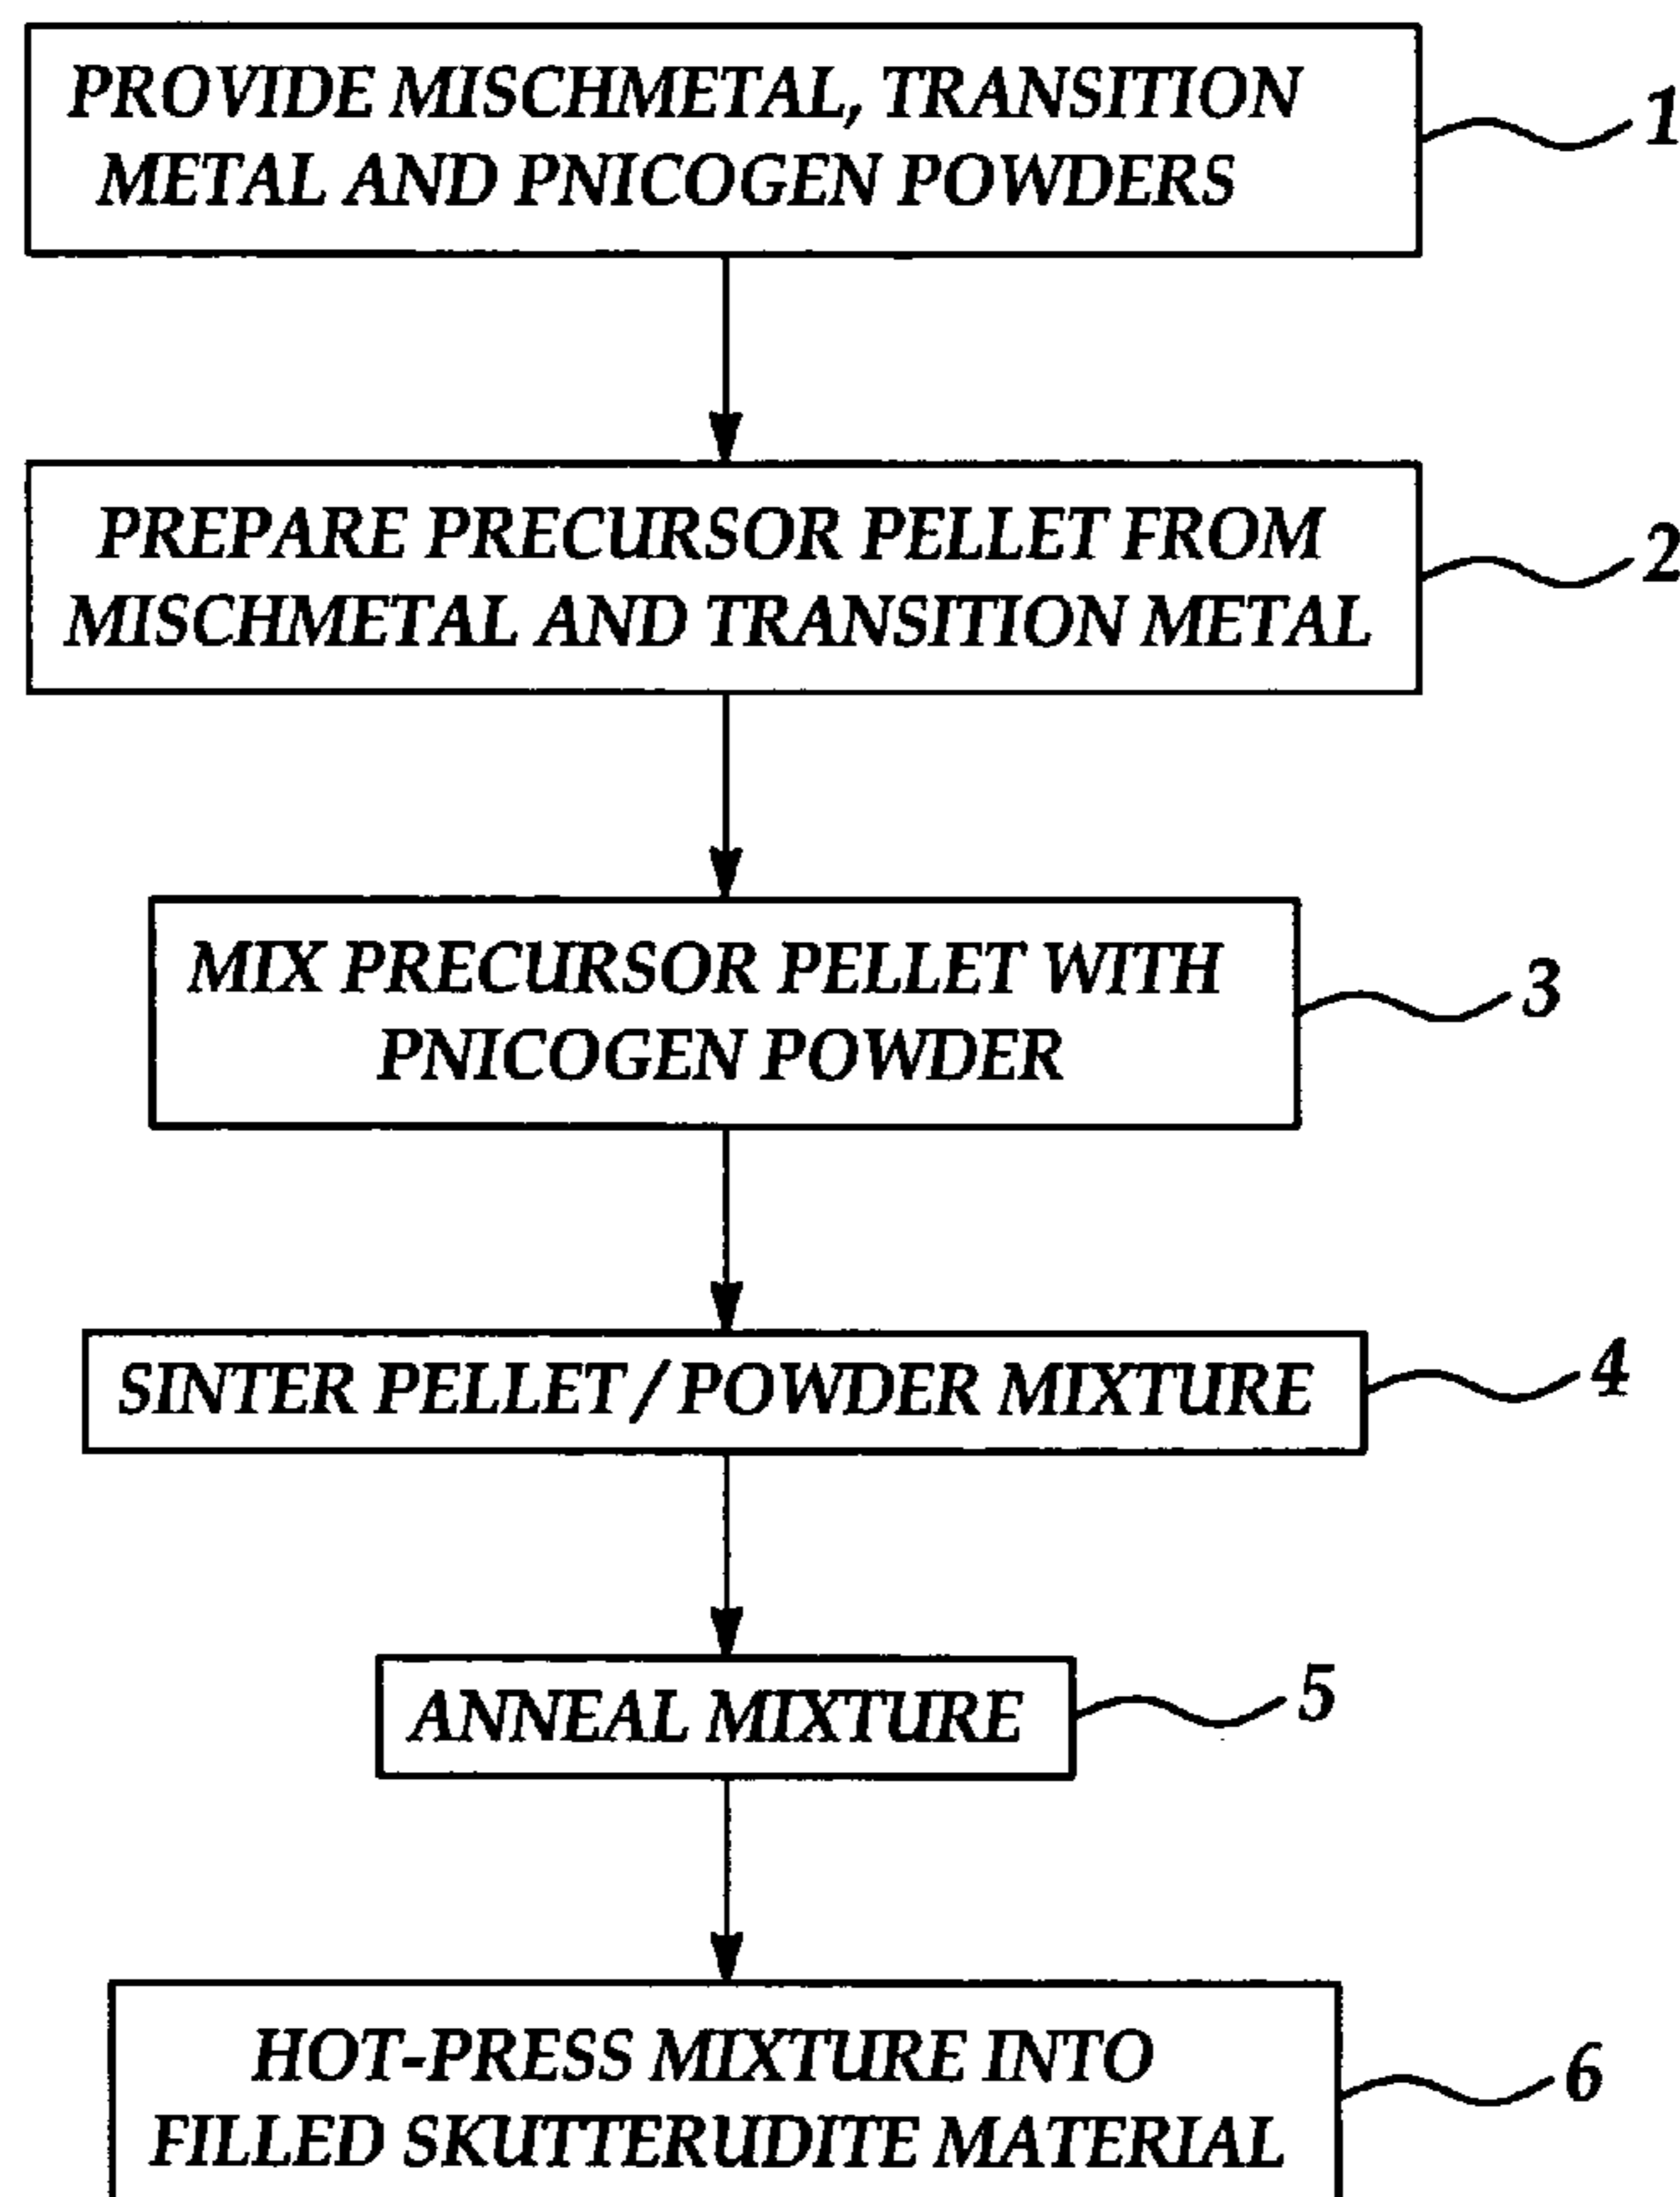 PROVIDE MISCHMETAL, TRANSITION
METAL AND PNICOGEN POWDERS
1
PREPARE PRECURSOR PELLET FROM
MISCHMETAL AND TRANSITION METAL
2
MIX PRECURSOR PELLET WITH
PNICOGEN POWDER
3
SINTER PELLET/POWDER MIXTURE
4
ANNEAL MIXTURE
5
HOT-PRESS MIXTURE INTO
FILLED SKUTTERUDITE MATERIAL
6